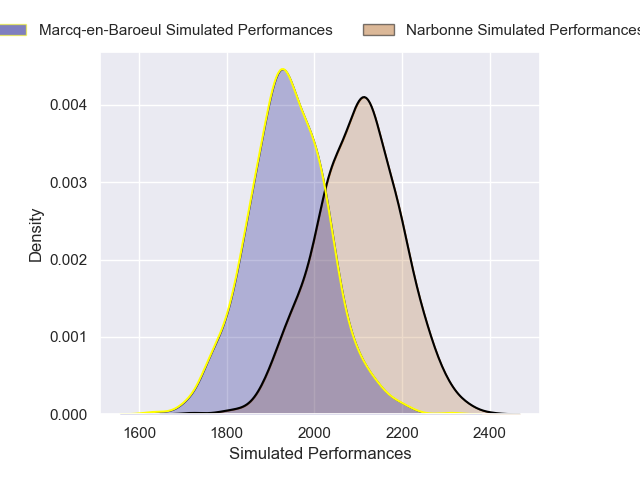 Marcq-en-Baroeul Simulated Performances Narbonne Simulated Performances
0.004
0.003
0.002
0.001
0.000
Density
1600 1800 2000 2200 2400
Simulated Performances